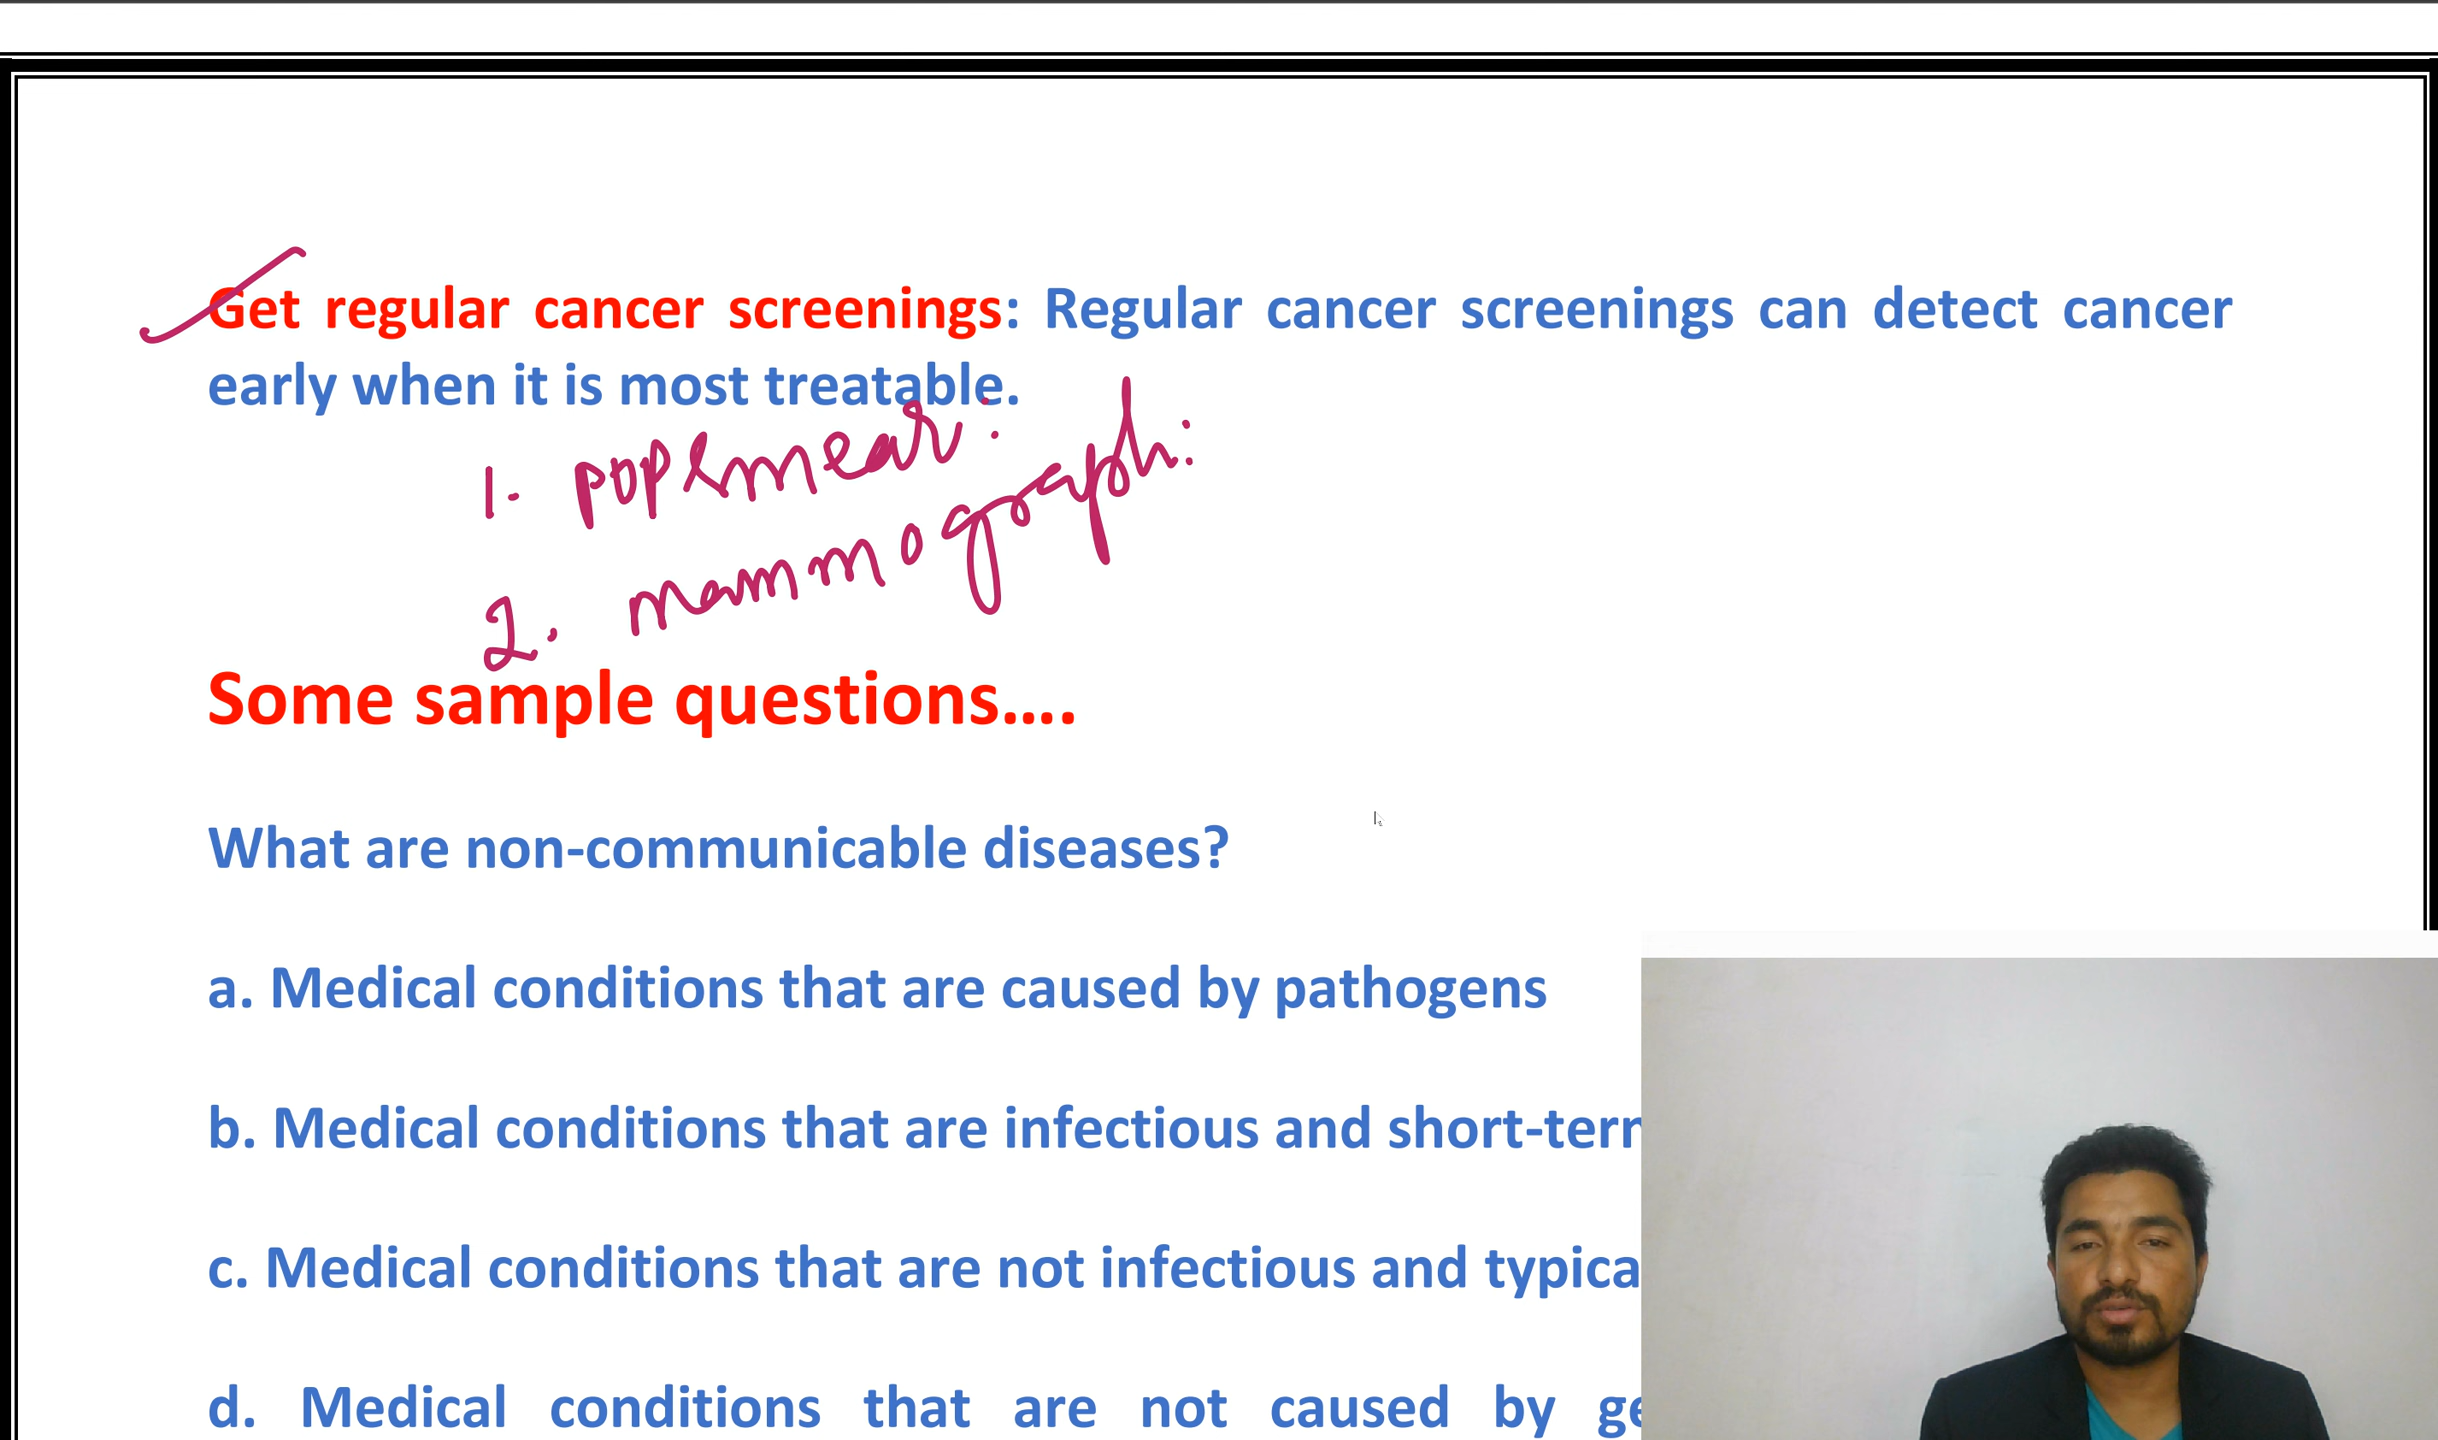 Get regular cancer screenings: Regular cancer screenings can detect cancer
early when it is most treatable.
1. popsmear:
2. mammograph:
Some sample questions....
What are non-communicable diseases?
a. Medical conditions that are caused by pathogens
b. Medical conditions that are infectious and short-ter
c. Medical conditions that are not infectious and typica
d. Medical conditions that are not caused by ge